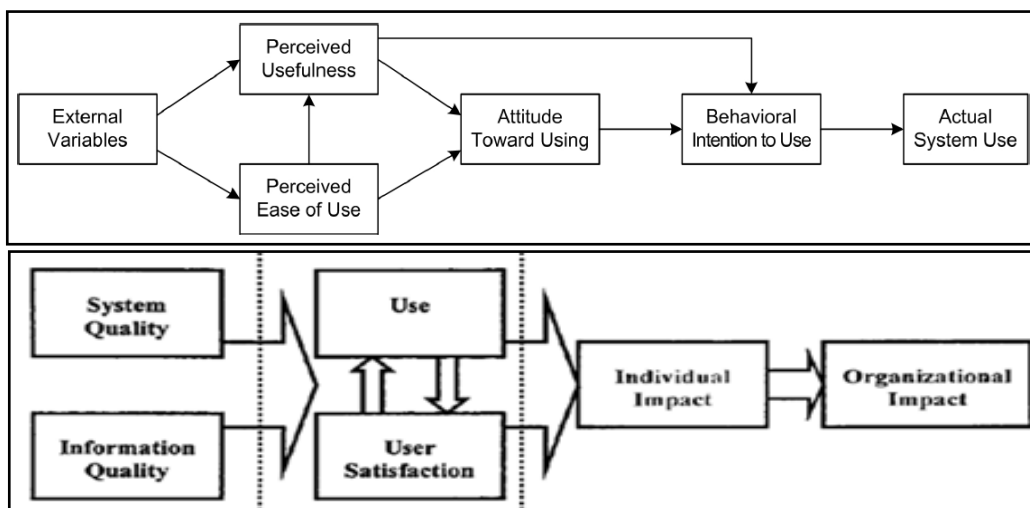 Perceived
Usefulness
External
Variables
Attitude
Toward Using
Behavioral
Intention to Use
Actual
System Use
Perceived
Ease of Use
System
Quality
Use
Individual
Impact
Organizational
Impact
Information
Quality
User
Satisfaction